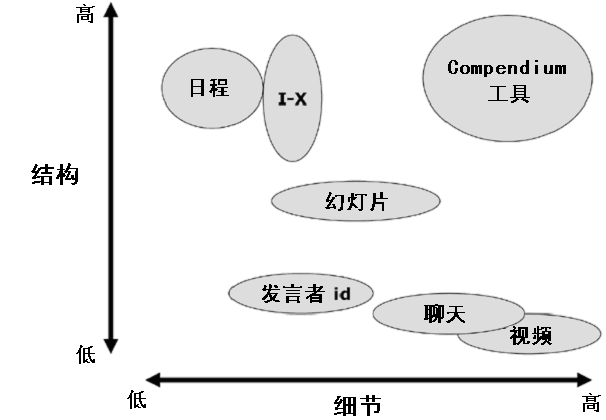 高
日程
I-X
Compendium
工具
结构
幻灯片
发言者 id
聊天
视频
低
低
细节
高